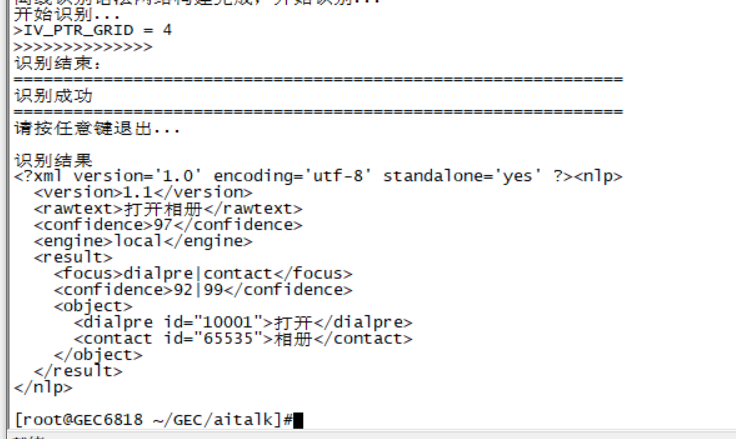 开始识别...
>IV_PTR_GRID = 4
>>>>>>>>>>>>>>
识别结束：
=============================================================
识别成功
=============================================================
请按任意键退出...
识别结果
<?xml version='1.0' encoding='utf-8' standalone='yes' ?><nlp>
  <version>1.1</version>
  <rawtext>打开相册</rawtext>
  <confidence>97</confidence>
  <engine>local</engine>
  <result>
    <focus>dialpre|contact</focus>
    <confidence>92|99</confidence>
    <object>
      <dialpre id="10001">打开</dialpre>
      <contact id="65535">相册</contact>
    </object>
  </result>
</nlp>
[root@GEC6818 ~/GEC/aitalk]#